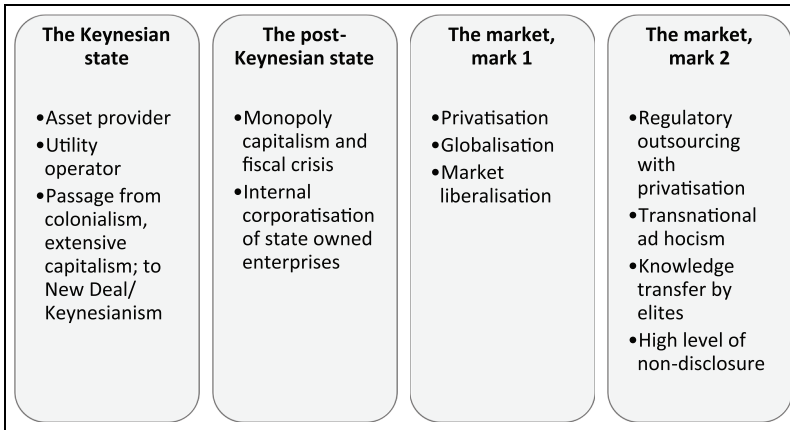 The Keynesian
state
•Asset provider
•Utility
operator
•Passage from
colonialism,
extensive
capitalism; to
New Deal/
Keynesianism
The post-
Keynesian state
•Monopoly
capitalism and
fiscal crisis
•Internal
corporatisation
of state owned
enterprises
The market,
mark 1
•Privatisation
•Globalisation
•Market
liberalisation
The market,
mark 2
•Regulatory
outsourcing
with
privatisation
•Transnational
ad hocism
•Knowledge
transfer by
elites
•High level of
non-disclosure